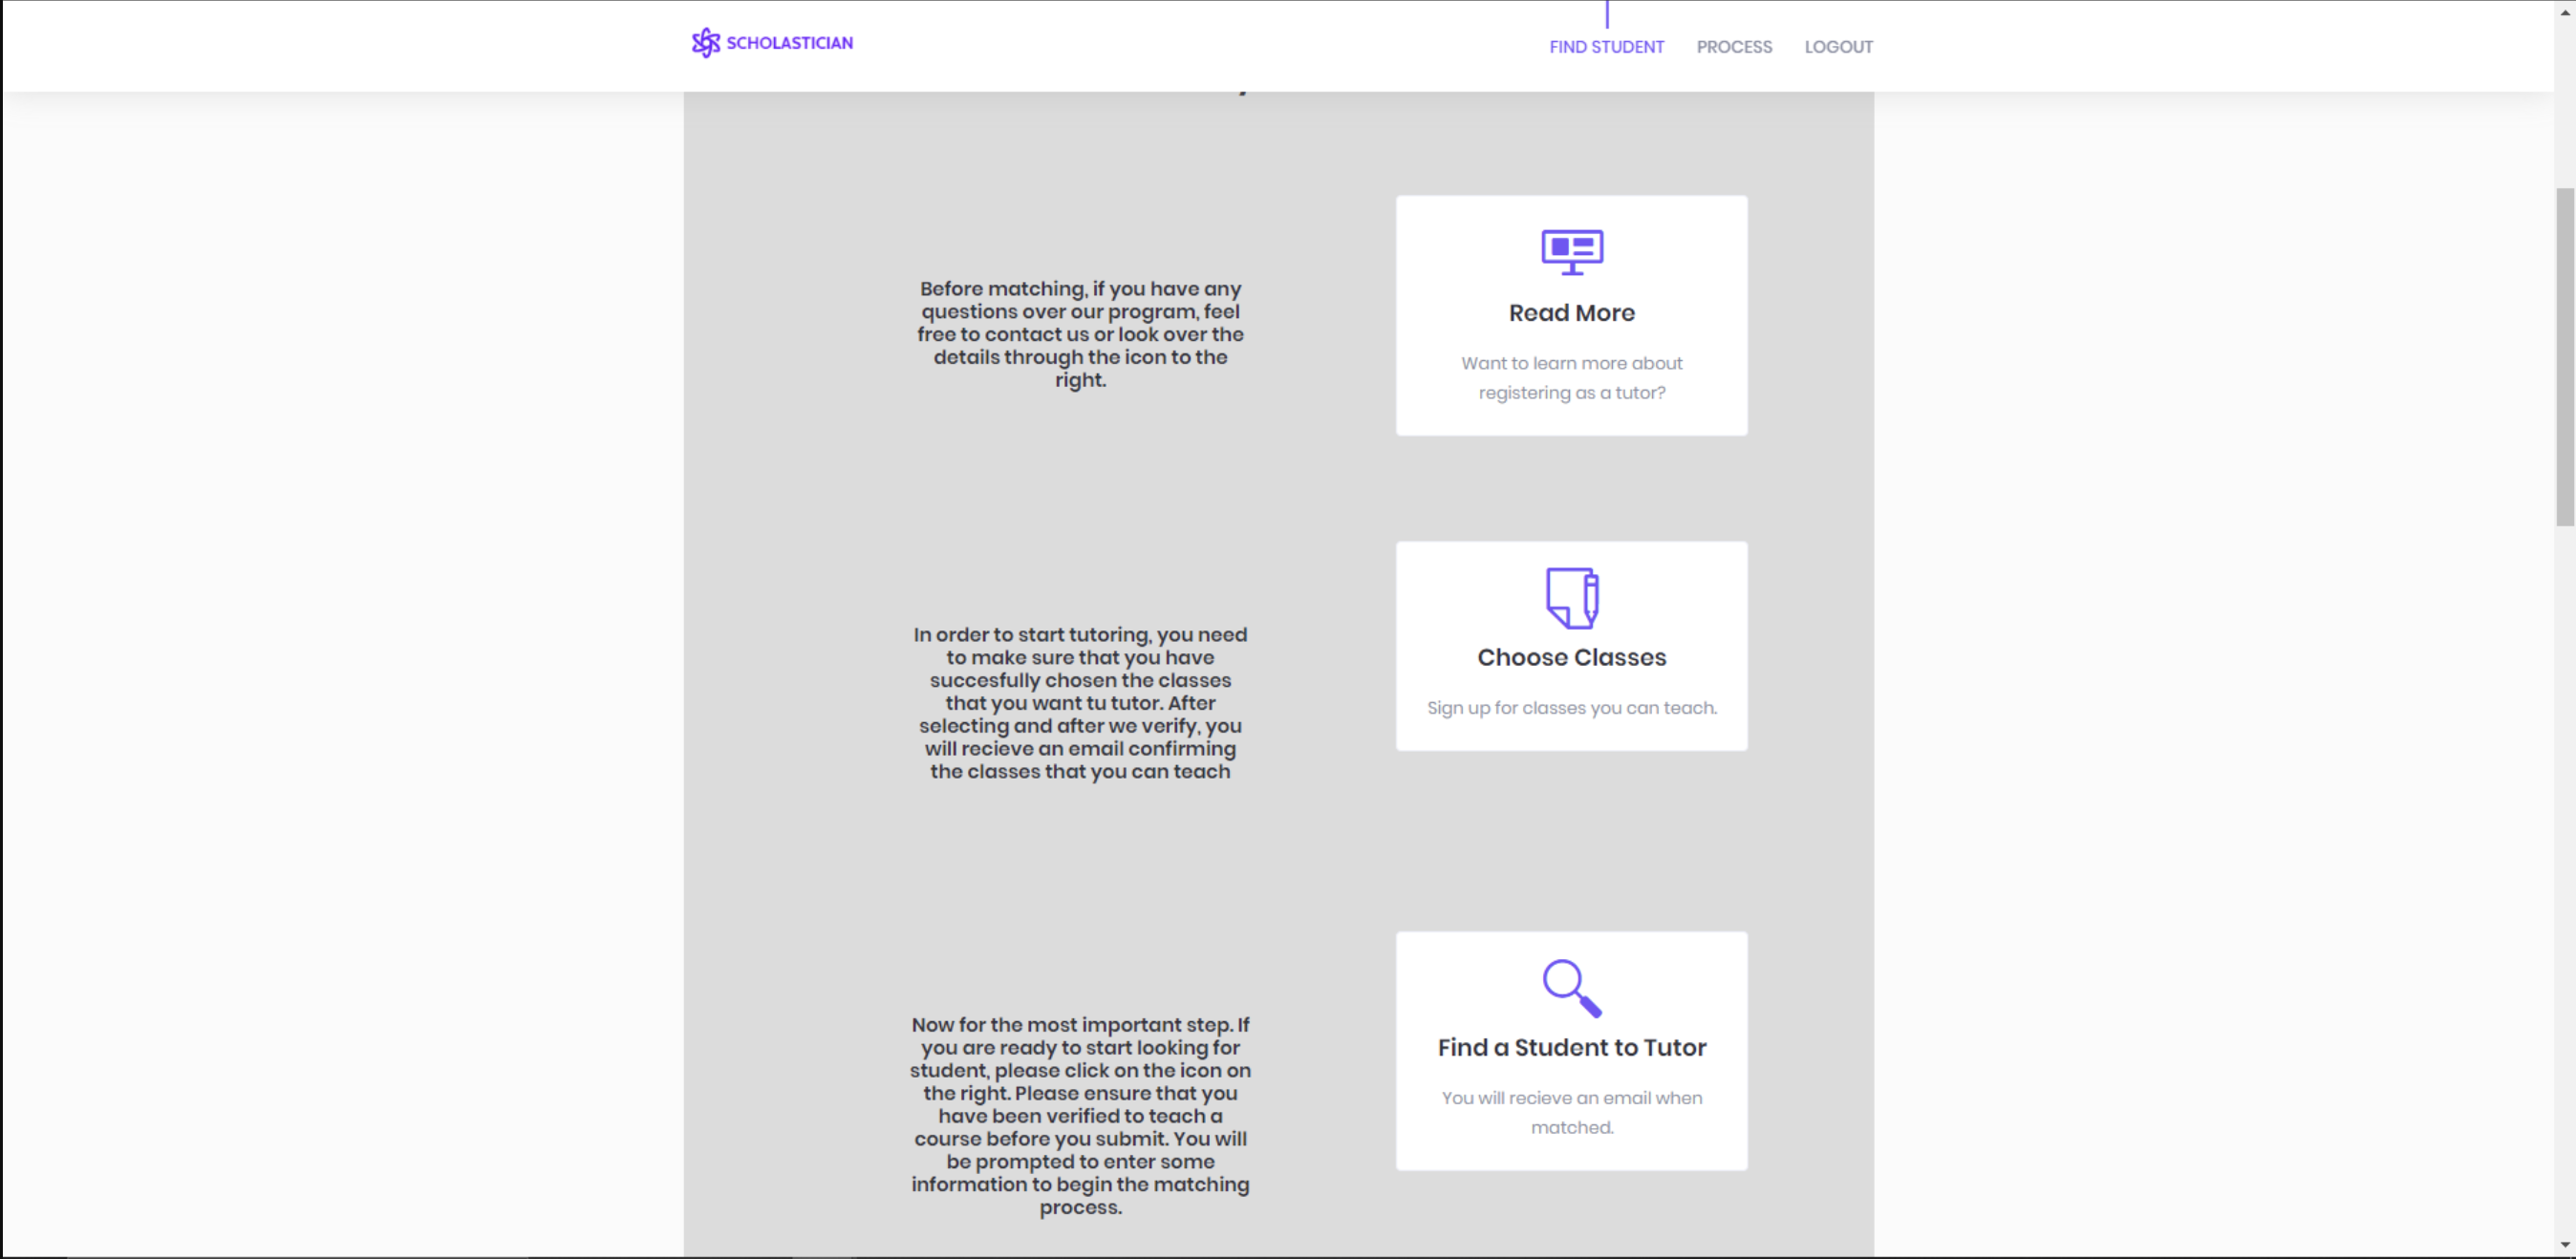 SCHOLASTICIAN
FIND STUDENT PROCESS LOGOUT
Before matching, if you have any
questions over our program, feel
free to contact us or look over the
details through the icon to the
right.
Read More
Want to learn more about
registering as a tutor?
In order to start tutoring, you need
to make sure that you have
succesfully chosen the classes
that you want tu tutor. After
selecting and after we verify, you
will recieve an email confirming
the classes that you can teach
Choose Classes
Sign up for classes you can teach.
Now for the most important step. If
you are ready to start looking for
student, please click on the icon on
the right. Please ensure that you
have been verified to teach a
course before you submit. You will
be prompted to enter some
information to begin the matching
process.
Find a Student to Tutor
You will recieve an email when
matched.